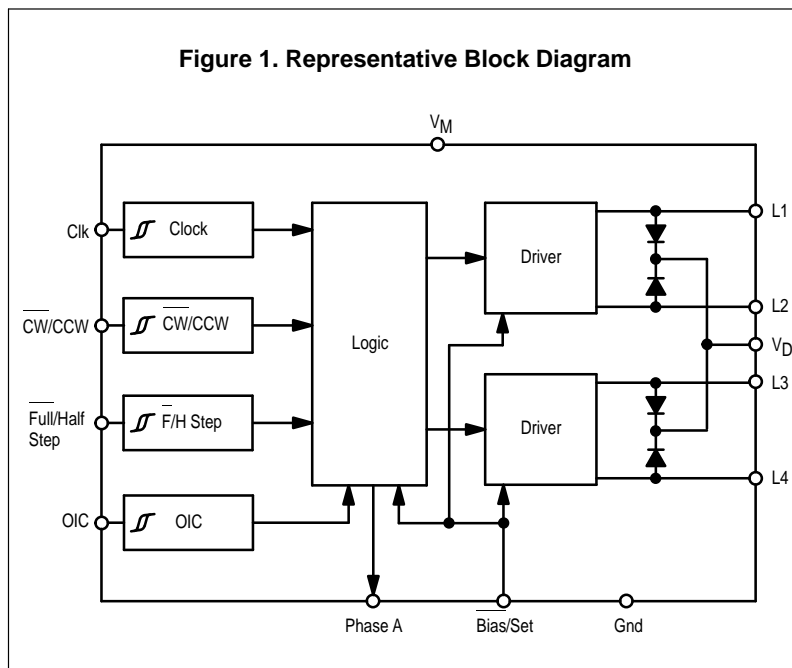 Figure 1. Representative Block Diagram
VM
Clk
Clock
Driver
L1
L2
CW/CCW
CW/CCW
Logic
VD
Full/Half
Step
F/H Step
Driver
L3
L4
OIC
OIC
Phase A
Bias/Set
Gnd